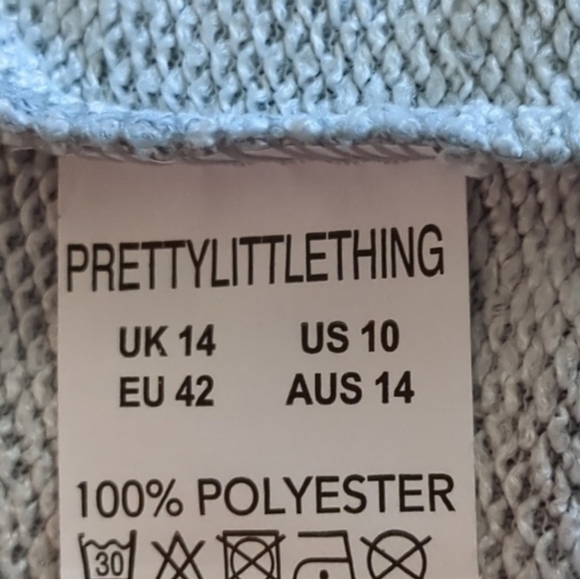 PRETTYLITTLETHING
UK 14 US 10
EU 42 AUS 14
100% POLYESTER
30